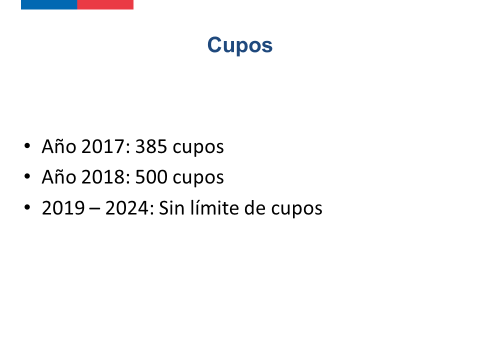 Cupos
• Año 2017: 385 cupos
• Año 2018: 500 cupos
• 2019 – 2024: Sin límite de cupos